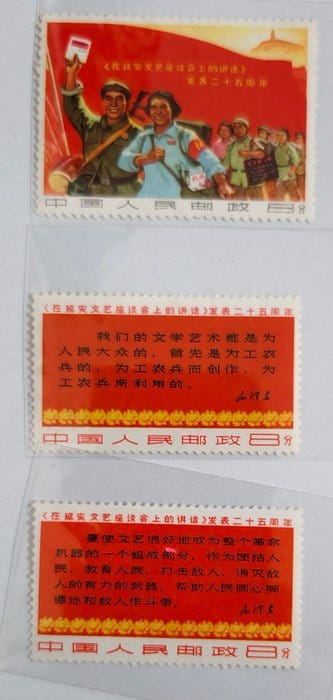 《在延安文艺座谈会上的讲话》
发表二十五周年
中国人民邮政8分
《在延安文艺座谈会上的讲话》发表二十五周年
我们的文学艺术都是为
人民大众的，首先是为工农
兵的，为工农兵而创作，为
工农兵所利用的。
毛泽东
中国人民邮政8分
《在延安文艺座谈会上的讲话》发表二十五周年
要使文艺很好地成为整个革命
机器的一个组成部分，作为团结人
民、教育人民、打击敌人、消灭敌
人的有力的武器，帮助人民同心同
德地和敌人作斗争。
毛泽东
中国人民邮政8分